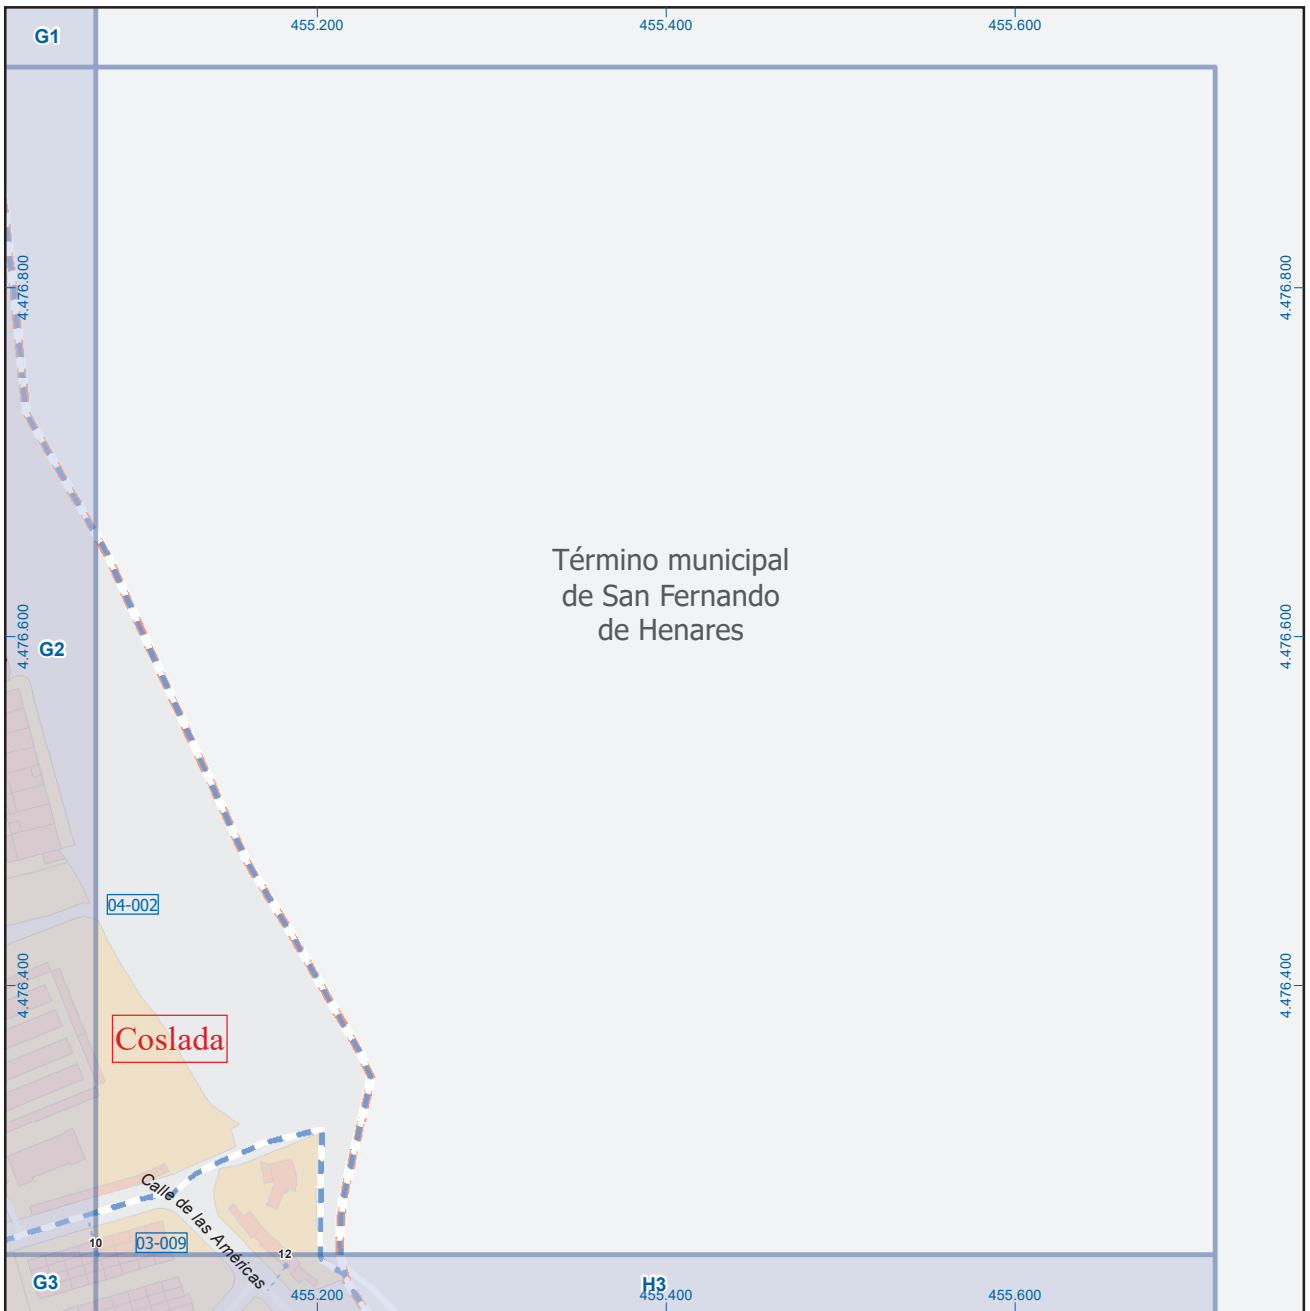 G1
455.200
455.400
455.600
4.476.800
4.476.800
Término municipal
de San Fernando
de Henares
4.476.600
4.476.600
G2
04-002
4.476.400
4.476.400
Coslada
Calle de las Américas
10
03-009
12
G3
H3
455.200
455.400
455.600